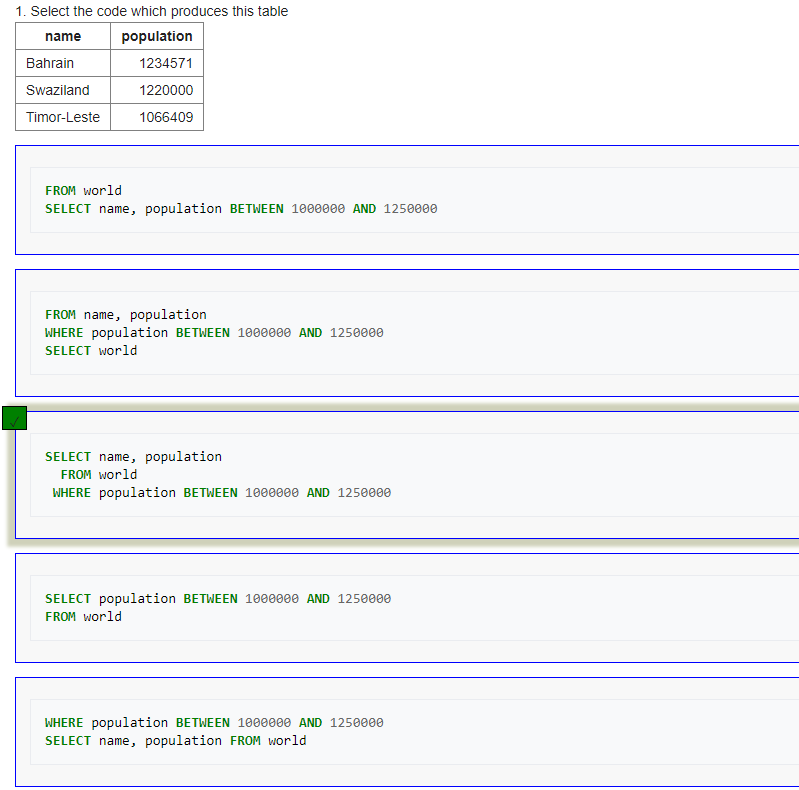 1. Select the code which produces this table
name population
Bahrain 1234571
Swaziland 1220000
Timor-Leste 1066409
FROM world
SELECT name, population BETWEEN 1000000 AND 1250000
FROM name, population
WHERE population BETWEEN 1000000 AND 1250000
SELECT world
SELECT name, population
FROM world
WHERE population BETWEEN 1000000 AND 1250000
SELECT population BETWEEN 1000000 AND 1250000
FROM world
WHERE population BETWEEN 1000000 AND 1250000
SELECT name, population FROM world